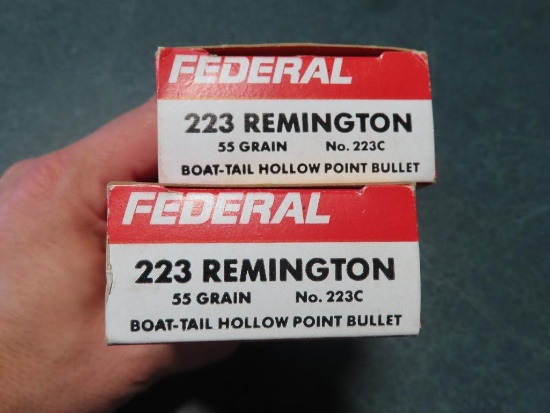 FEDERAL
223 REMINGTON
55 GRAIN No. 223C
BOAT-TAIL HOLLOW POINT BULLET
FEDERAL
223 REMINGTON
55 GRAIN No. 223C
BOAT-TAIL HOLLOW POINT BULLET